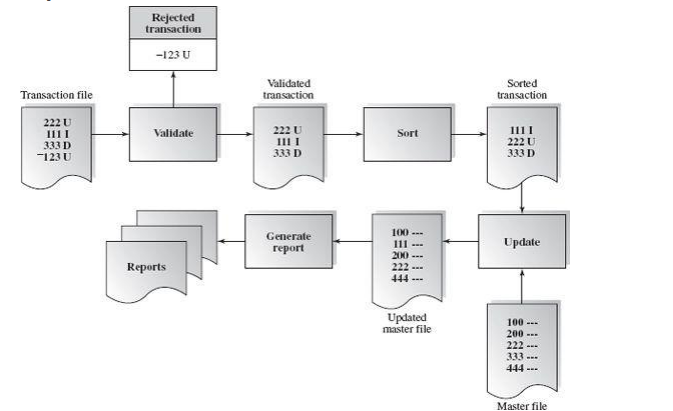 Rejected
transaction
−123 U
Transaction file
222 U
111 I
333 D
−123 U
Validate
Validated
transaction
222 U
111 I
333 D
Sort
Sorted
transaction
111 I
222 U
333 D
Reports
Generate
report
100 ---
111 ---
200 ---
222 ---
444 ---
Updated
master file
Update
100 ---
200 ---
222 ---
333 ---
444 ---
Master file